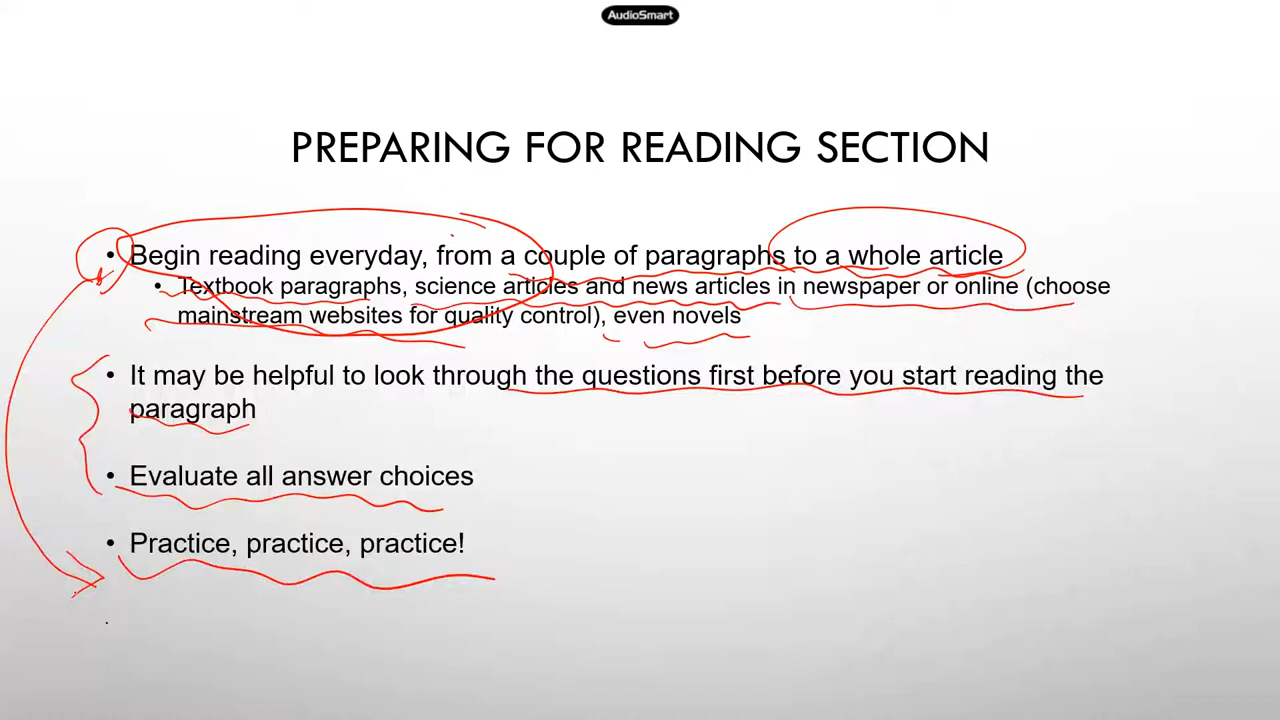 AudioSmart
PREPARING FOR READING SECTION
• Begin reading everyday, from a couple of paragraphs to a whole article
• Textbook paragraphs, science articles and news articles in newspaper or online (choose
mainstream websites for quality control), even novels
• It may be helpful to look through the questions first before you start reading the
paragraph
• Evaluate all answer choices
• Practice, practice, practice!